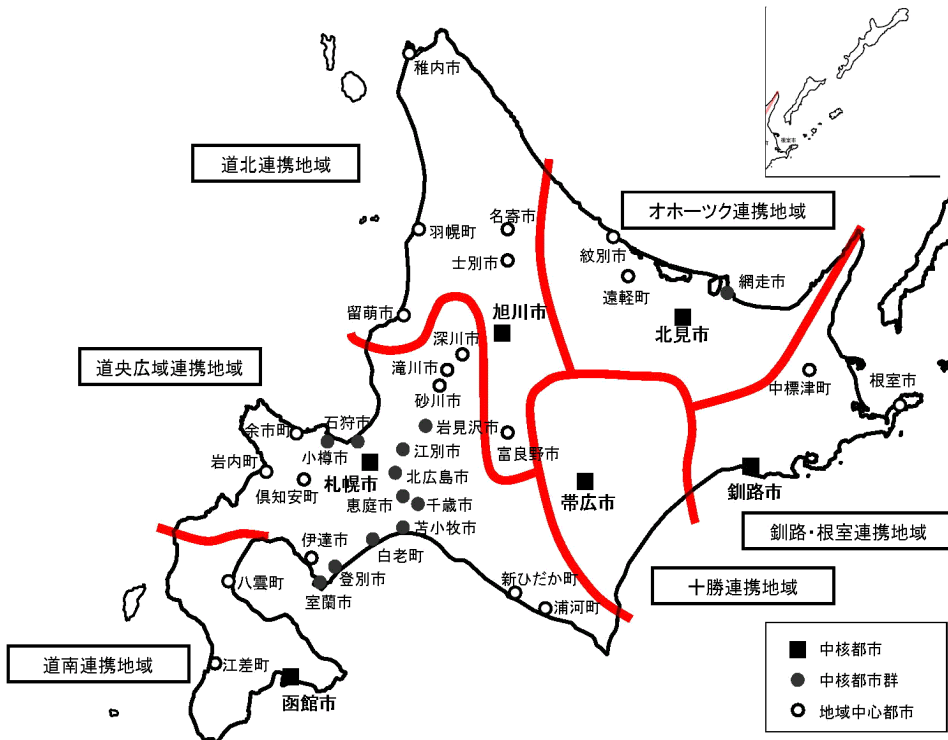 稚内市
道北連携地域
根室市
オホーツク連携地域
羽幌町
名寄市
士別市
紋別市
遠軽町
網走市
留萌市
旭川市
北見市
道央広域連携地域
深川市
滝川市
砂川市
中標津町
根室市
余市町
石狩市
岩見沢市
富良野市
小樽市
江別市
岩内町
札幌市
北広島市
倶知安町
恵庭市
千歳市
帯広市
釧路市
苫小牧市
釧路・根室連携地域
伊達市
白老町
登別市
八雲町
室蘭市
新ひだか町
浦河町
十勝連携地域
道南連携地域
江差町
函館市
中核都市
中核都市群
地域中心都市